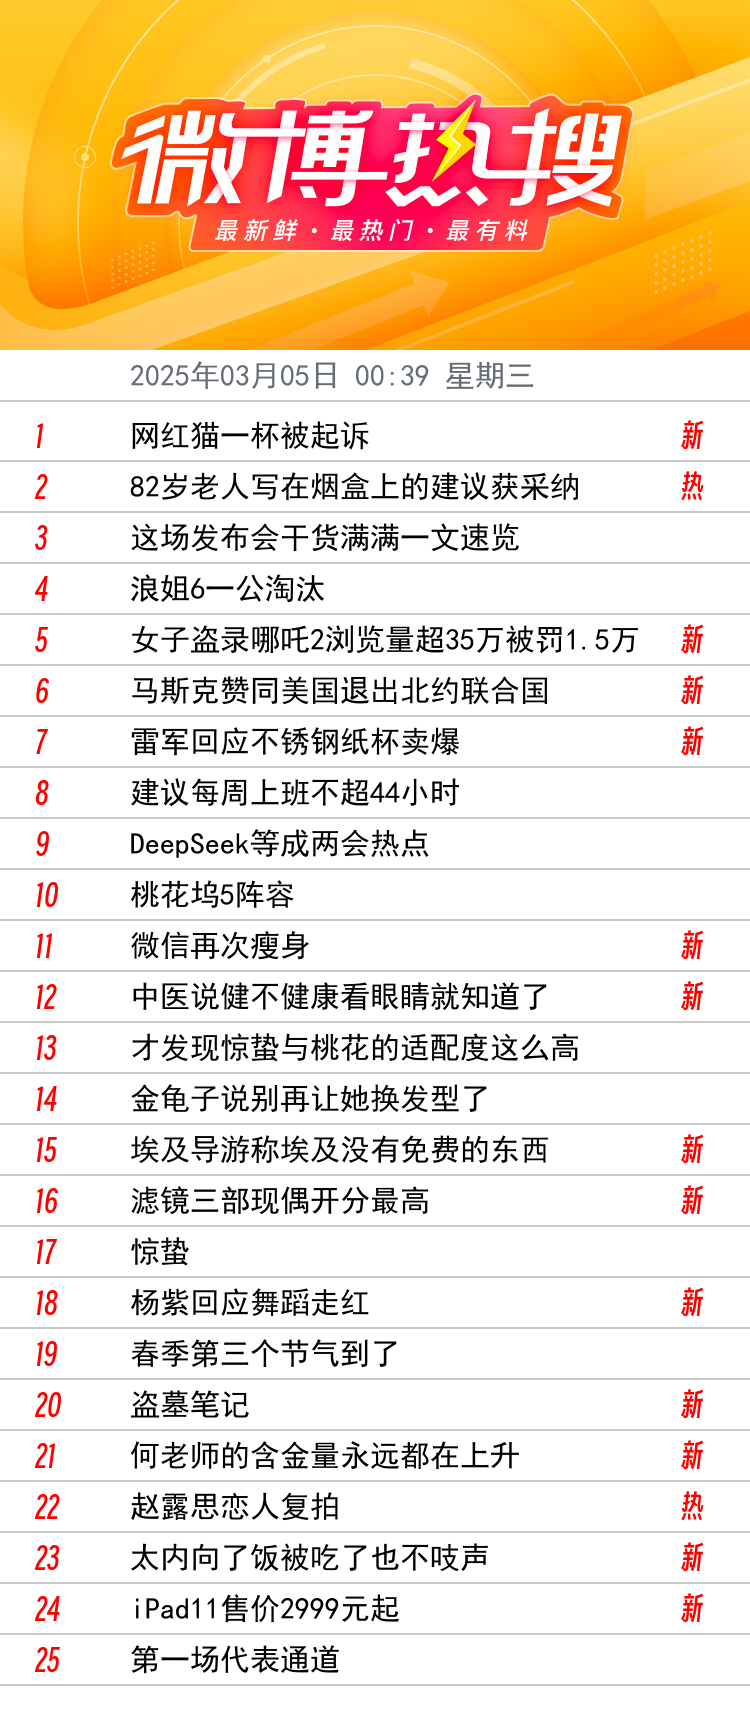 微博热搜
最新鲜·最热门·最有料
2025年03月05日 00:39 星期三
1 网红猫一杯被起诉 新
2 82岁老人写在烟盒上的建议获采纳 热
3 这场发布会干货满满一文速览
4 浪姐6一公淘汰
5 女子盗录哪吒2浏览量超35万被罚1.5万 新
6 马斯克赞同美国退出北约联合国 新
7 雷军回应不锈钢纸杯卖爆 新
8 建议每周上班不超44小时
9 DeepSeek等成两会热点
10 桃花坞5阵容
11 微信再次瘦身 新
12 中医说健不健康看眼睛就知道了 新
13 才发现惊蛰与桃花的适配度这么高
14 金龟子说别再让她换发型了
15 埃及导游称埃及没有免费的东西 新
16 滤镜三部现偶开分最高 新
17 惊蛰
18 杨紫回应舞蹈走红 新
19 春季第三个节气到了
20 盗墓笔记 新
21 何老师的含金量永远都在上升 新
22 赵露思恋人复拍 热
23 太内向了饭被吃了也不吱声 新
24 iPad11售价2999元起 新
25 第一场代表通道